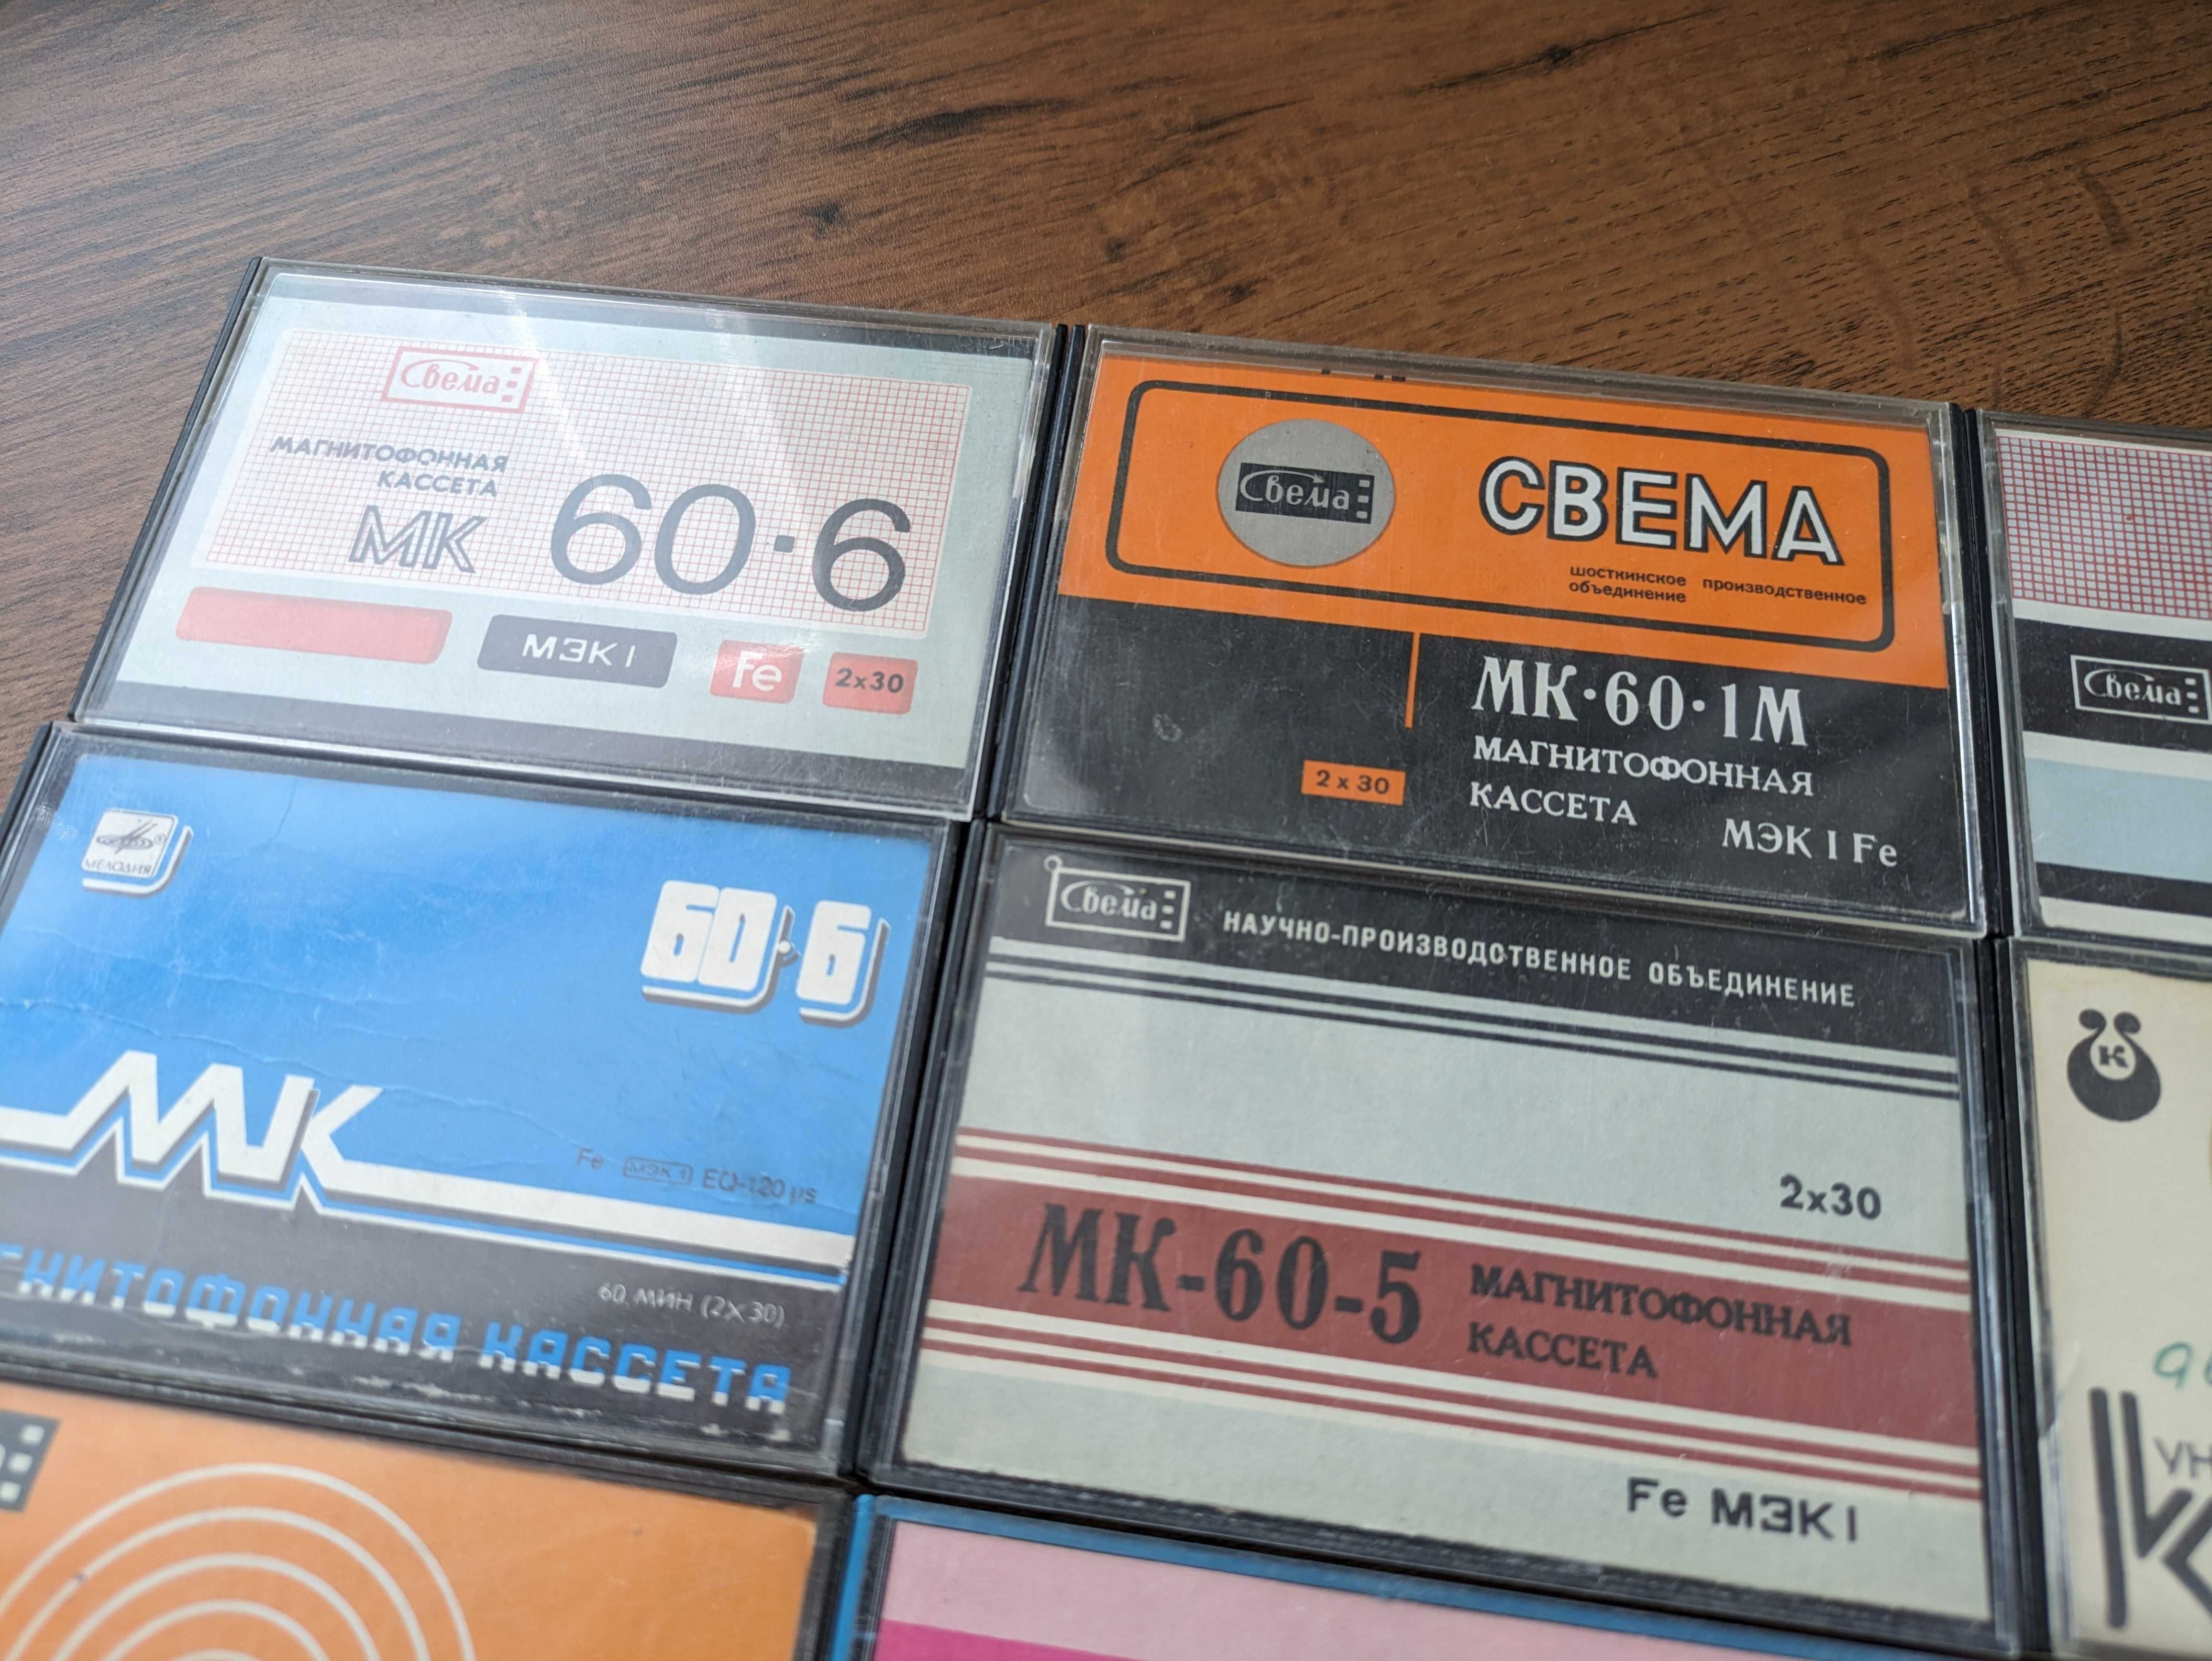 Свема
МАГНИТОФОННАЯ
КАССЕТА
МК 60·6
МЭК I
Fe
2x30
Свема
СВЕМА
шосткинское производственное
объединение
МК·60·1М
МАГНИТОФОННАЯ
КАССЕТА
2 x 30
МЭК I Fe
Свема
МЕЛОДИЯ
60·6
МК
Fe МЭК I EQ-120 µs
60 МИН (2X30)
КАССЕТА
Свема
НАУЧНО-ПРОИЗВОДСТВЕННОЕ ОБЪЕДИНЕНИЕ
2x30
МК-60-5
МАГНИТОФОННАЯ
КАССЕТА
Fe МЭК I
К